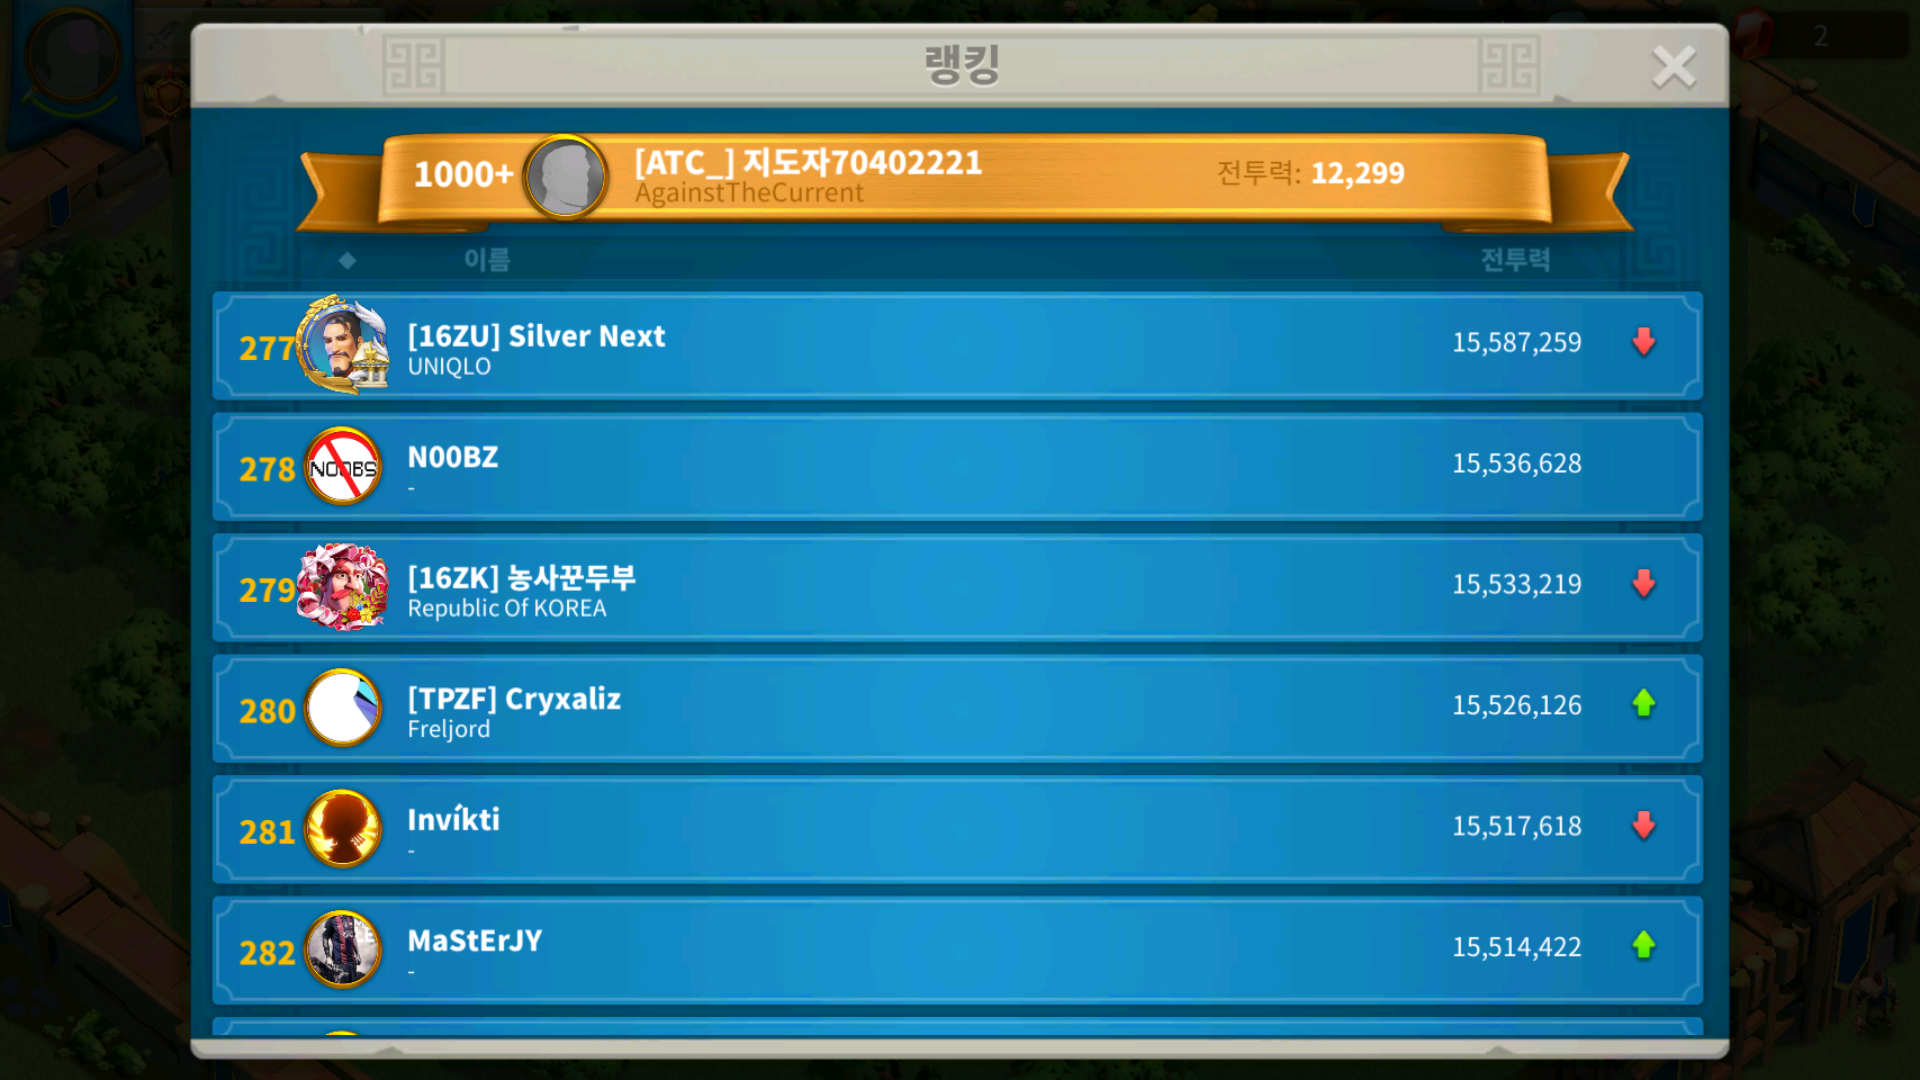 랭킹
2
1000+
[ATC_] 지도자70402221
AgainstTheCurrent
전투력: 12,299
이름
전투력
277
[16ZU] Silver Next
UNIQLO
15,587,259
278
NOOBS
N00BZ
-
15,536,628
279
[16ZK] 농사꾼두부
Republic Of KOREA
15,533,219
280
[TPZF] Cryxaliz
Freljord
15,526,126
281
Invíkti
-
15,517,618
282
MaStErJY
-
15,514,422